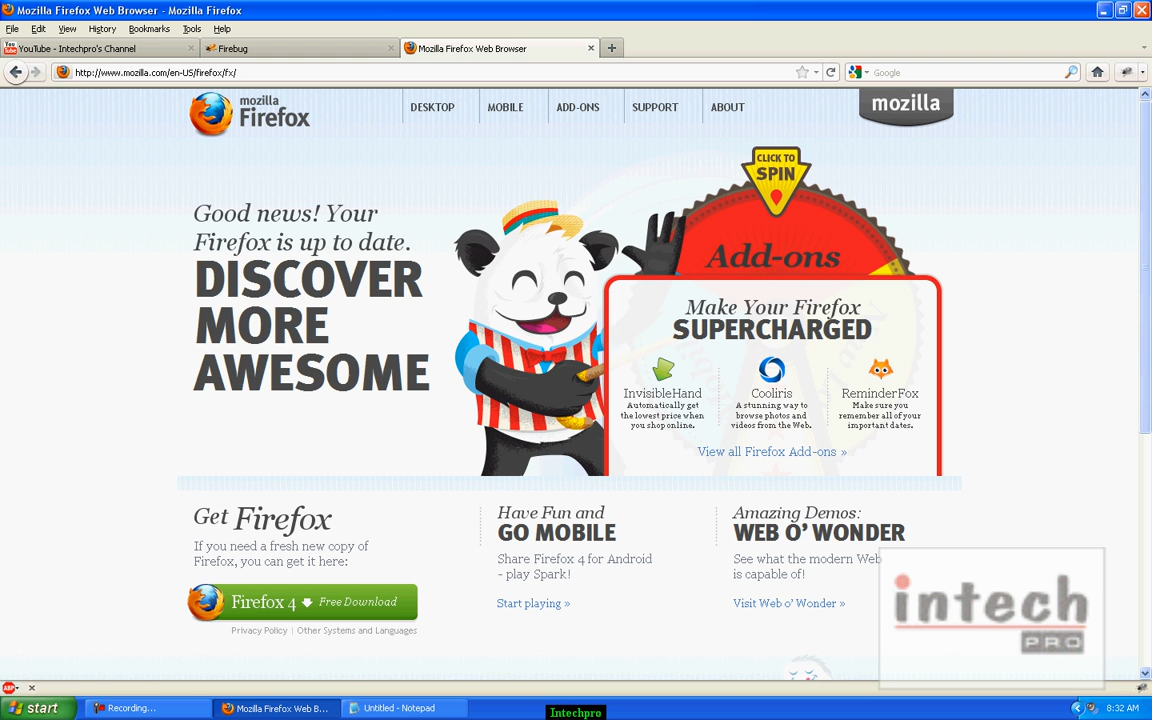 Mozilla Firefox Web Browser - Mozilla Firefox
File Edit View History Bookmarks Tools Help
YouTube - Intechpro's Channel
Firebug
Mozilla Firefox Web Browser
http://www.mozilla.com/en-US/firefox/fx/
Google
mozilla
Firefox
DESKTOP
MOBILE
ADD-ONS
SUPPORT
ABOUT
mozilla
Good news! Your
Firefox is up to date.
DISCOVER
MORE
AWESOME
CLICK TO
SPIN
Add-ons
Make Your Firefox
SUPERCHARGED
InvisibleHand
Automatically get
the lowest price when
you shop online.
Cooliris
A stunning way to
browse photos and
videos from the Web.
ReminderFox
Make sure you
remember all of your
important dates.
View all Firefox Add-ons »
Get Firefox
If you need a fresh new copy of
Firefox, you can get it here:
Firefox 4 Free Download
Privacy Policy | Other Systems and Languages
Have Fun and
GO MOBILE
Share Firefox 4 for Android
- play Spark!
Start playing »
Amazing Demos:
WEB O' WONDER
See what the modern Web
is capable of!
Visit Web o' Wonder »
intech
PRO
ABP
start
Recording...
Mozilla Firefox Web B...
Untitled - Notepad
Intechpro
8:32 AM